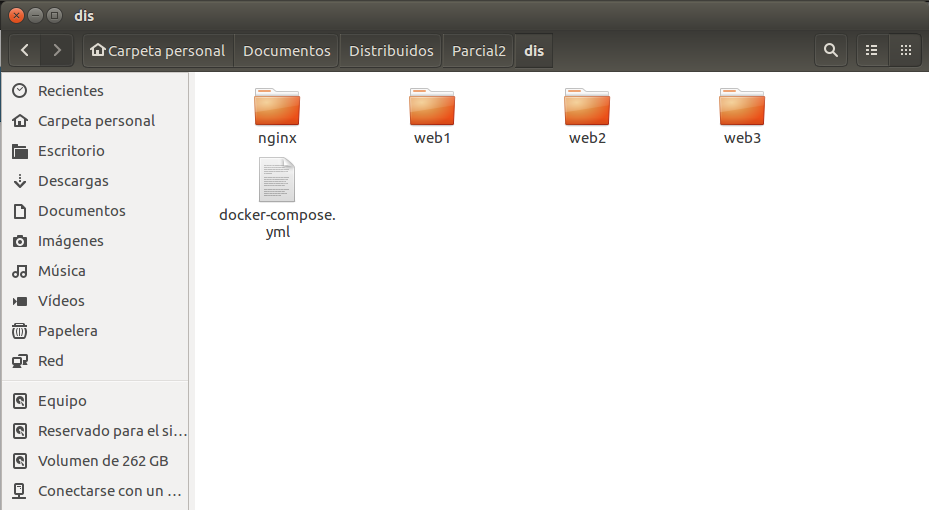 dis
Carpeta personal
Documentos
Distribuidos
Parcial2
dis
Recientes
Carpeta personal
Escritorio
Descargas
Documentos
Imágenes
Música
Vídeos
Papelera
Red
Equipo
Reservado para el si...
Volumen de 262 GB
Conectarse con un ...
nginx
web1
web2
web3
docker-compose.
yml